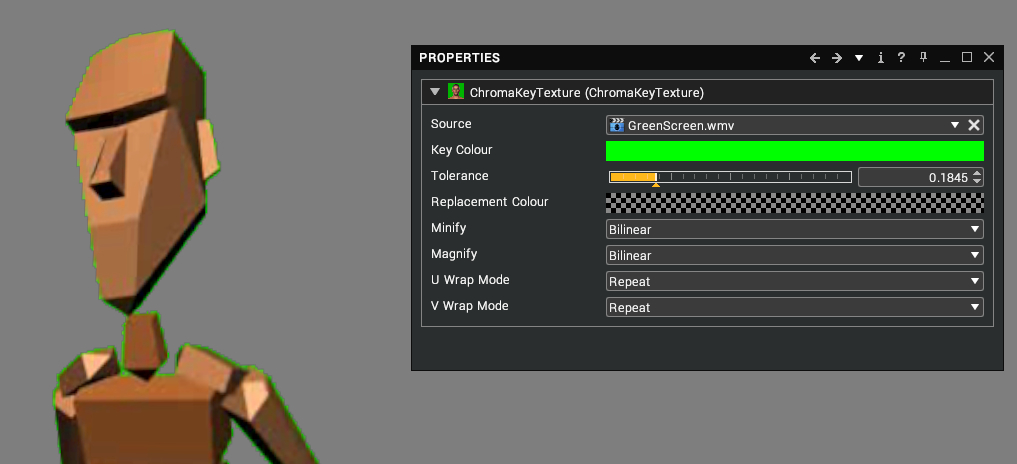 PROPERTIES
ChromaKeyTexture (ChromaKeyTexture)
Source GreenScreen.wmv
Key Colour
Tolerance 0.1845
Replacement Colour
Minify Bilinear
Magnify Bilinear
U Wrap Mode Repeat
V Wrap Mode Repeat